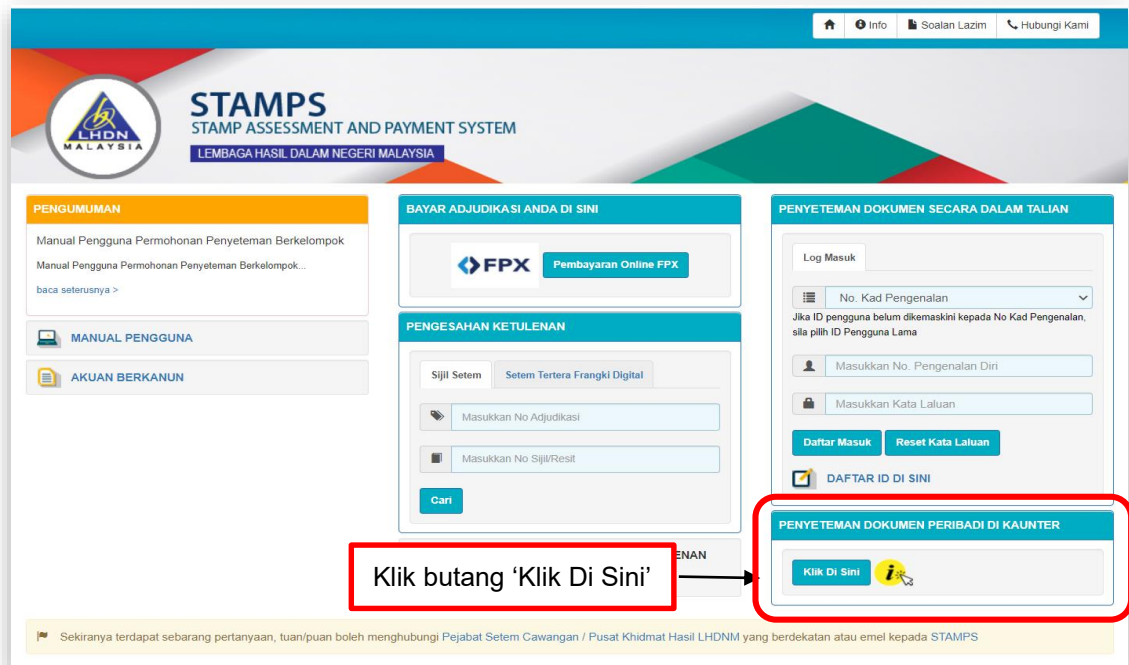 Info
Soalan Lazim
Hubungi Kami
LHDN
MALAYSIA
STAMPS
STAMP ASSESSMENT AND PAYMENT SYSTEM
LEMBAGA HASIL DALAM NEGERI MALAYSIA
PENGUMUMAN
Manual Pengguna Permohonan Penyeteman Berkelompok
Manual Pengguna Permohonan Penyeteman Berkelompok...
baca seterusnya >
MANUAL PENGGUNA
AKUAN BERKANUN
BAYAR ADJUDIKASI ANDA DI SINI
FPX
Pembayaran Online FPX
PENGESAHAN KETULENAN
Sijil Setem
Setem Tertera Frangki Digital
Masukkan No Adjudikasi
Masukkan No Sijil/Resit
Cari
ENAN
PENYETEMAN DOKUMEN SECARA DALAM TALIAN
Log Masuk
No. Kad Pengenalan
Jika ID pengguna belum dikemaskini kepada No Kad Pengenalan,
sila pilih ID Pengguna Lama
Masukkan No. Pengenalan Diri
Masukkan Kata Laluan
Daftar Masuk
Reset Kata Laluan
DAFTAR ID DI SINI
PENYETEMAN DOKUMEN PERIBADI DI KAUNTER
Klik Di Sini
i
Klik butang ‘Klik Di Sini’
Sekiranya terdapat sebarang pertanyaan, tuan/puan boleh menghubungi Pejabat Setem Cawangan / Pusat Khidmat Hasil LHDNM yang berdekatan atau emel kepada STAMPS